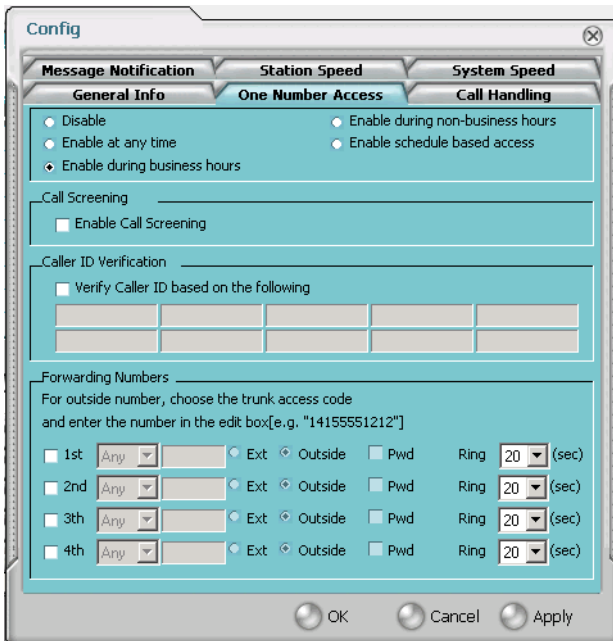 Config
Message Notification Station Speed System Speed
General Info One Number Access Call Handling
Disable Enable during non-business hours
Enable at any time Enable schedule based access
Enable during business hours
Call Screening
Enable Call Screening
Caller ID Verification
Verify Caller ID based on the following
Forwarding Numbers
For outside number, choose the trunk access code
and enter the number in the edit box[e.g. "14155551212"]
1st Any Ext Outside Pwd Ring 20 (sec)
2nd Any Ext Outside Pwd Ring 20 (sec)
3th Any Ext Outside Pwd Ring 20 (sec)
4th Any Ext Outside Pwd Ring 20 (sec)
OK Cancel Apply